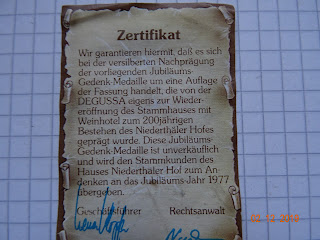 Zertifikat
Wir garantieren hiermit, daß es sich
bei der versilberten Nachprägung
der vorliegenden Jubiläums-
Gedenk-Medaille um eine Auflage
der Fassung handelt, die von der
DEGUSSA eigens zur Wieder-
eröffnung des Stammhauses mit
Weinhotel zum 200jährigen
Bestehen des Niederthäler Hofes
geprägt wurde. Diese Jubiläums-
Gedenk-Medaille ist unverkäuflich
und wird den Stammkunden des
Hauses Niederthäler Hof zum An-
denken an das Jubiläums-Jahr 1977
übergeben.
Geschäftsführer Rechtsanwalt